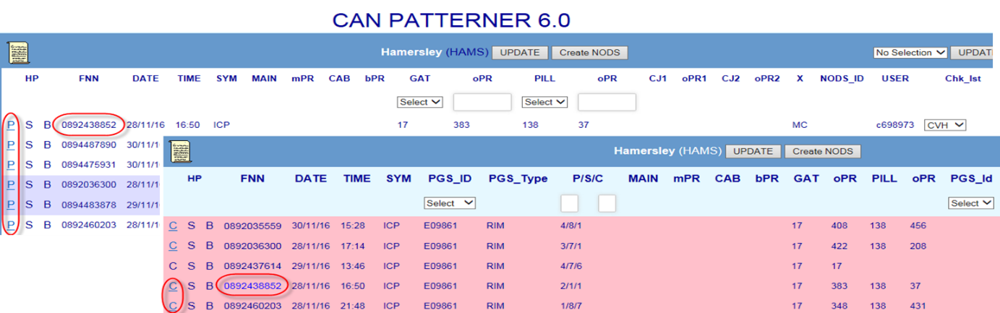 CAN PATTERNER 6.0
Hamersley (HAMS) UPDATE Create NODS No Selection UPDAT
HP FNN DATE TIME SYM MAIN mPR CAB bPR GAT oPR PILL oPR CJ1 oPR1 CJ2 oPR2 X NODS_ID USER Chk_lst
Select Select
P S B 0892438852 28/11/16 16:50 ICP 17 383 138 37 MC c698973 CVH
P S B 0894487890 30/11/1
P S B 0894475931 30/11/1
P S B 0892036300 28/11/1
P S B 0894483878 29/11/1
P S B 0892460203 28/11/1
Hamersley (HAMS) UPDATE Create NODS
HP FNN DATE TIME SYM PGS_ID PGS_Type P/S/C MAIN mPR CAB bPR GAT oPR PILL oPR PGS_Id
Select Select
C S B 0892035559 30/11/16 15:28 ICP E09861 RIM 4/8/1 17 408 138 456
C S B 0892036300 28/11/16 17:14 ICP E09861 RIM 3/7/1 17 422 138 208
C S B 0892437614 29/11/16 13:46 ICP E09861 RIM 4/7/6 17 17
C S B 0892438852 28/11/16 16:50 ICP E09861 RIM 2/1/1 17 383 138 37
C S B 0892460203 28/11/16 21:48 ICP E09861 RIM 1/8/7 17 348 138 431